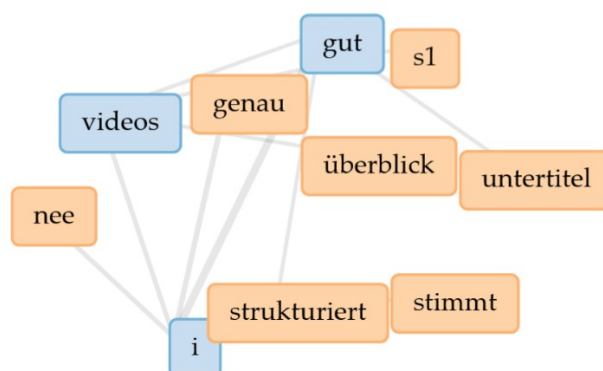 gut
s1
genau
videos
überblick
untertitel
nee
strukturiert
stimmt
i